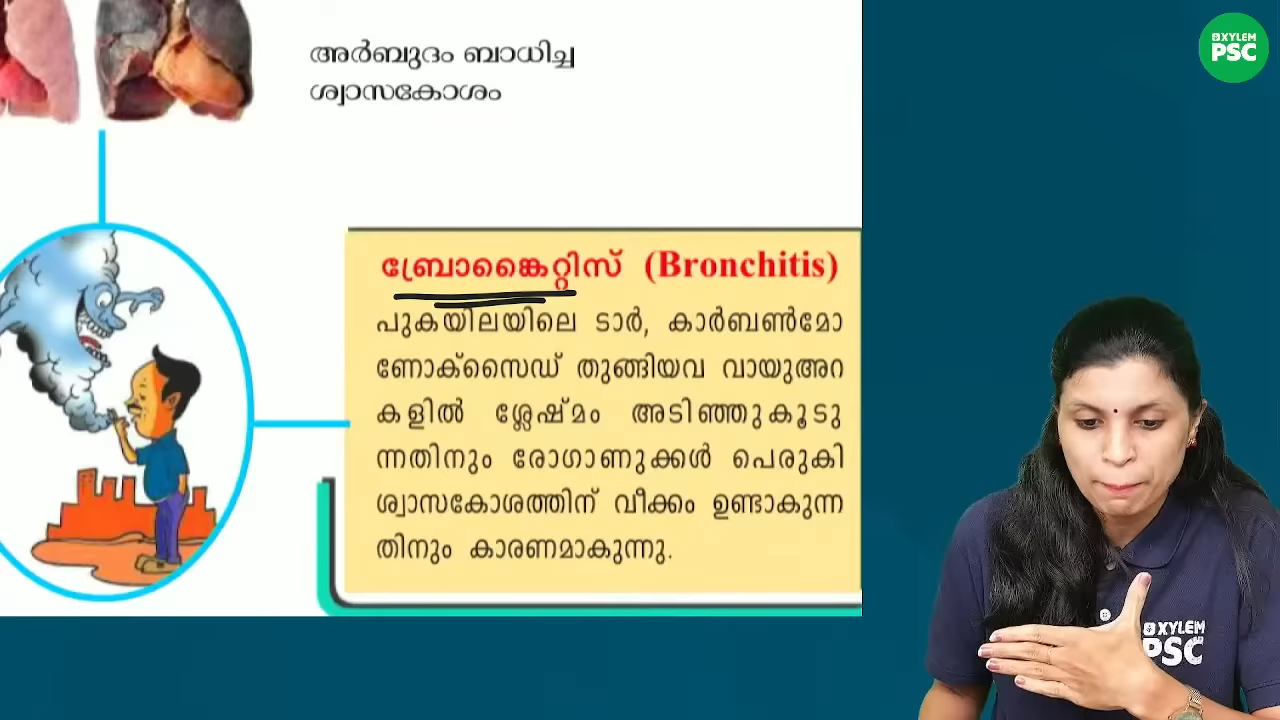 അർബുദം ബാധിച്ച
ശ്വാസകോശം
ബ്രോങ്കൈറ്റിസ് (Bronchitis)
പുകയിലയിലെ ടാർ, കാർബൺമോ
ണോക്സൈഡ് തുങ്ങിയവ വായുഅറ
കളിൽ ശ്ലേഷ്മം അടിഞ്ഞുകൂടു
ന്നതിനും രോഗാണുക്കൾ പെരുകി
ശ്വാസകോശത്തിന് വീക്കം ഉണ്ടാകുന്ന
തിനും കാരണമാകുന്നു.
XYLEM
PSC
XYLEM
PSC